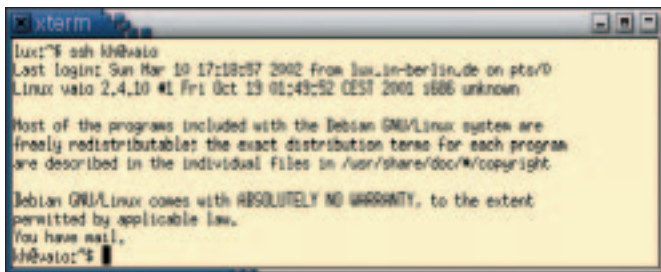 xterm
lux:~$ ssh kh@vaio
Last login: Sun Mar 10 17:18:57 2002 from lux.in-berlin.de on pts/0
Linux vaio 2.4.10 #1 Fri Oct 19 01:49:52 CEST 2001 i686 unknown
Most of the programs included with the Debian GNU/Linux system are
freely redistributable; the exact distribution terms for each program
are described in the individual files in /usr/share/doc/*/copyright
Debian GNU/Linux comes with ABSOLUTELY NO WARRANTY, to the extent
permitted by applicable law.
You have mail.
kh@vaio:~$